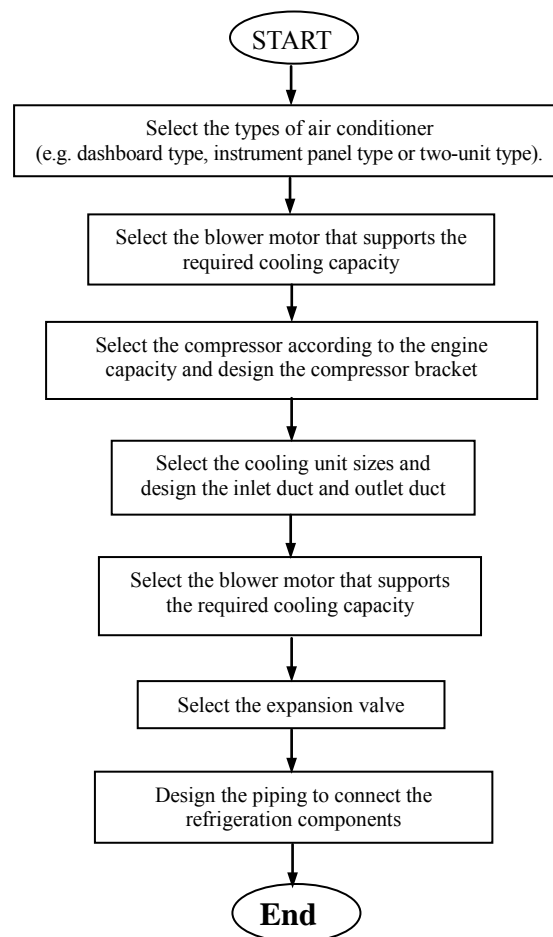 START
Select the types of air conditioner
(e.g. dashboard type, instrument panel type or two-unit type).
Select the blower motor that supports the
required cooling capacity
Select the compressor according to the engine
capacity and design the compressor bracket
Select the cooling unit sizes and
design the inlet duct and outlet duct
Select the blower motor that supports
the required cooling capacity
Select the expansion valve
Design the piping to connect the
refrigeration components
End